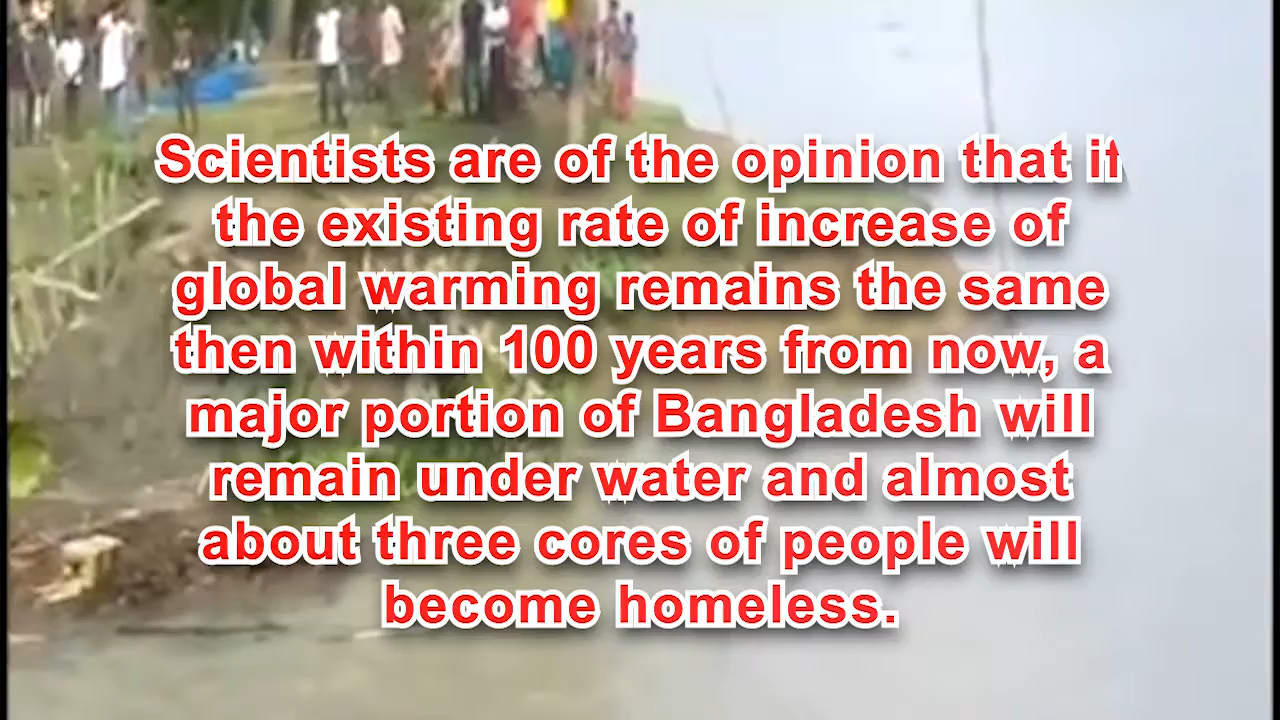 Scientists are of the opinion that if
the existing rate of increase of
global warming remains the same
then within 100 years from now, a
major portion of Bangladesh will
remain under water and almost
about three cores of people will
become homeless.